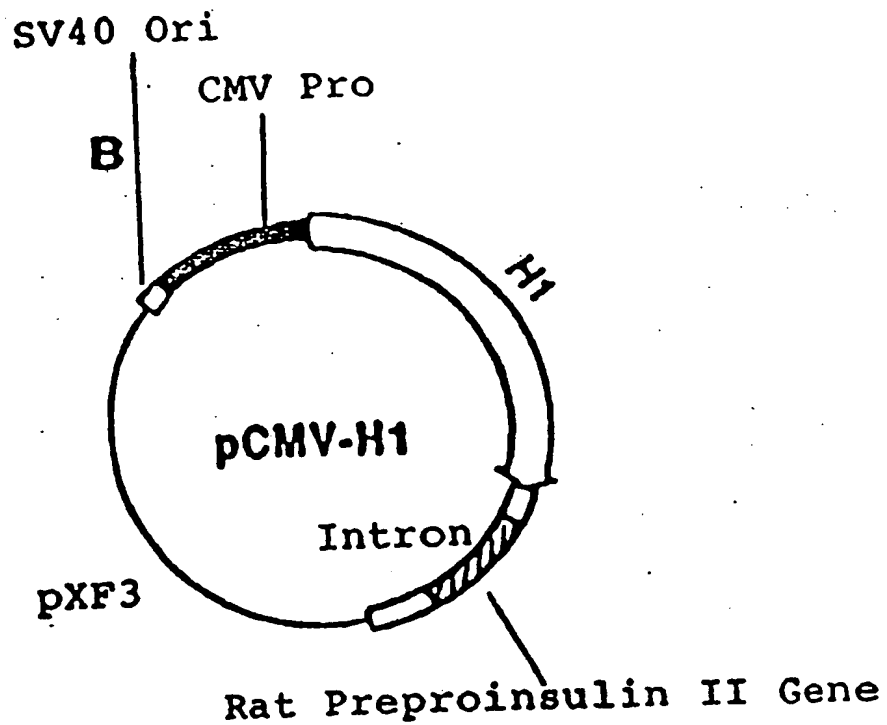 SV40 Ori
CMV Pro
B
H1
pCMV-H1
Intron
pXF3
Rat Preproinsulin II Gene